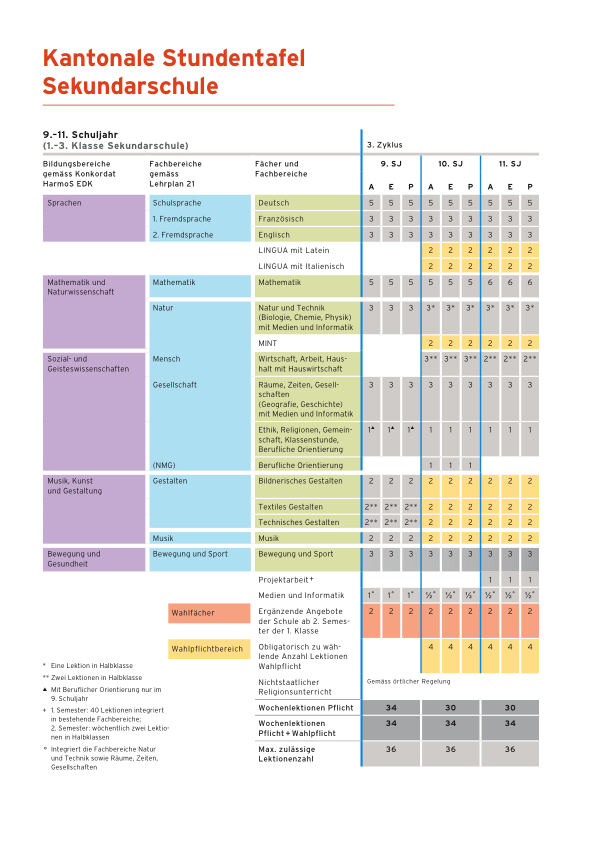 Kantonale Stundentafel
Sekundarschule
9.–11. Schuljahr
(1.–3. Klasse Sekundarschule)
3. Zyklus
Bildungsbereiche
gemäss Konkordat
HarmoS EDK
Fachbereiche
gemäss
Lehrplan 21
Fächer und
Fachbereiche
9. SJ 10. SJ 11. SJ
A E P A E P A E P
Sprachen Schulsprache Deutsch 5 5 5 5 5 5 5 5 5
1. Fremdsprache Französisch 3 3 3 3 3 3 3 3 3
2. Fremdsprache Englisch 3 3 3 3 3 3 3 3 3
LINGUA mit Latein 2 2 2 2 2 2
LINGUA mit Italienisch 2 2 2 2 2 2
Mathematik und
Naturwissenschaft
Mathematik Mathematik 5 5 5 5 5 5 6 6 6
Natur Natur und Technik 3 3 3 3* 3* 3* 3* 3* 3*
(Biologie, Chemie, Physik)
mit Medien und Informatik
MINT 2 2 2 2 2 2
Sozial- und
Geisteswissenschaften
Mensch Wirtschaft, Arbeit, Haus- 3** 3** 3** 2** 2** 2**
halt mit Hauswirtschaft
Gesellschaft Räume, Zeiten, Gesell- 3 3 3 3 3 3 3 3 3
schaften
(Geografie, Geschichte)
mit Medien und Informatik
Ethik, Religionen, Gemein- 1▲ 1▲ 1▲ 1 1 1 1 1 1
schaft, Klassenstunde,
Berufliche Orientierung
(NMG) Berufliche Orientierung 1 1 1
Musik, Kunst
und Gestaltung
Gestalten Bildnerisches Gestalten 2 2 2 2 2 2 2 2 2
Textiles Gestalten 2** 2** 2** 2 2 2 2 2 2
Technisches Gestalten 2** 2** 2** 2 2 2 2 2 2
Musik Musik 2 2 2 2 2 2 2 2 2
Bewegung und
Gesundheit
Bewegung und Sport Bewegung und Sport 3 3 3 3 3 3 3 3 3
Projektarbeit+ 1 1 1
Medien und Informatik 1° 1° 1° ½° ½° ½° ½° ½° ½°
Wahlfächer Ergänzende Angebote 2 2 2 2 2 2 2 2 2
der Schule ab 2. Semes-
ter der 1. Klasse
Wahlpflichtbereich Obligatorisch zu wäh- 4 4 4 4 4 4
lende Anzahl Lektionen
Wahlpflicht
Nichtstaatlicher
Religionsunterricht
Gemäss örtlicher Regelung
Wochenlektionen Pflicht 34 30 30
Wochenlektionen 34 34 34
Pflicht + Wahlpflicht
Max. zulässige 36 36 36
Lektionenzahl
* Eine Lektion in Halbklasse
** Zwei Lektionen in Halbklasse
▲ Mit Beruflicher Orientierung nur im
9. Schuljahr
+ 1. Semester: 40 Lektionen integriert
in bestehende Fachbereiche;
2. Semester: wöchentlich zwei Lektio-
nen in Halbklassen
° Integriert die Fachbereiche Natur
und Technik sowie Räume, Zeiten,
Gesellschaften